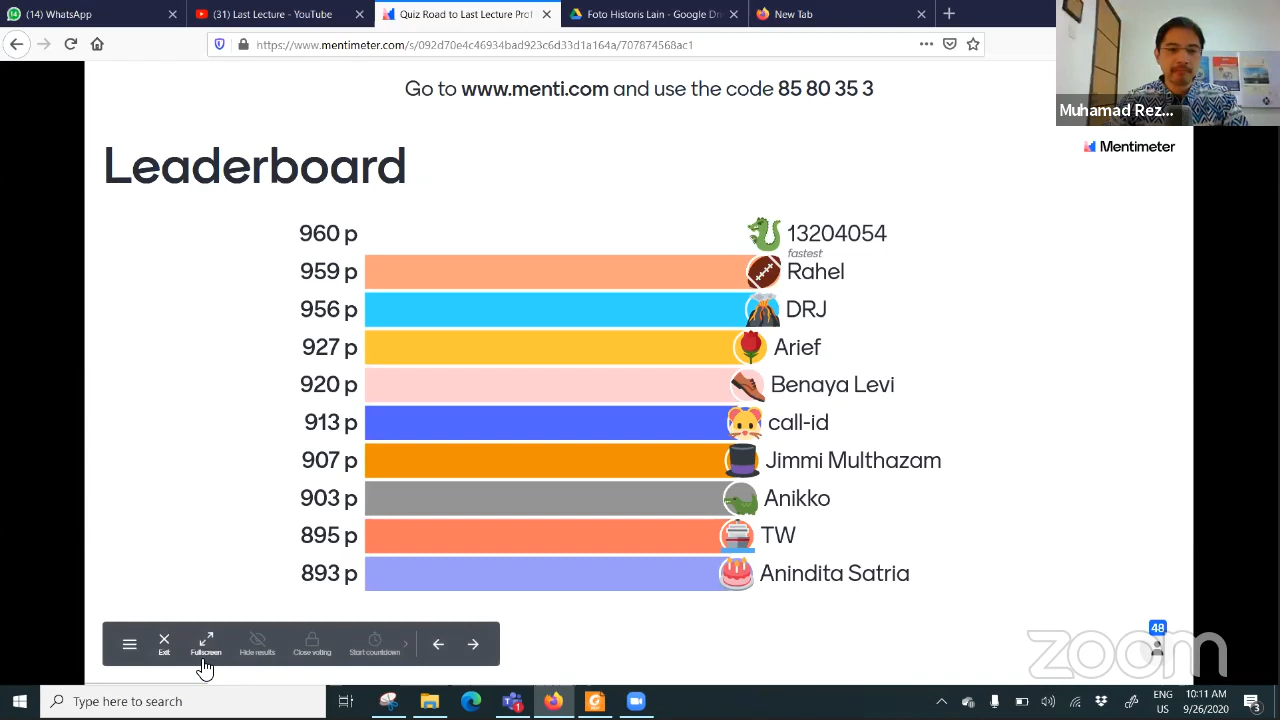 WhatsApp
(31) Last Lecture - YouTube
Quiz Road to Last Lecture Prof
Foto Historis Lain - Google Dri
New Tab
https://www.mentimeter.com/s/092d70e4c46934bad923c6d33d1a164a/707874568ac1
Muhamad Rez...
Go to www.menti.com and use the code 85 80 35 3
Mentimeter
Leaderboard
960 p 13204054
fastest
959 p Rahel
956 p DRJ
927 p Arief
920 p Benaya Levi
913 p call-id
907 p Jimmi Multhazam
903 p Anikko
895 p TW
893 p Anindita Satria
Exit Fullscreen Hide results Close voting Start countdown
48
zoom
Type here to search
ENG
US
10:11 AM
9/26/2020
3